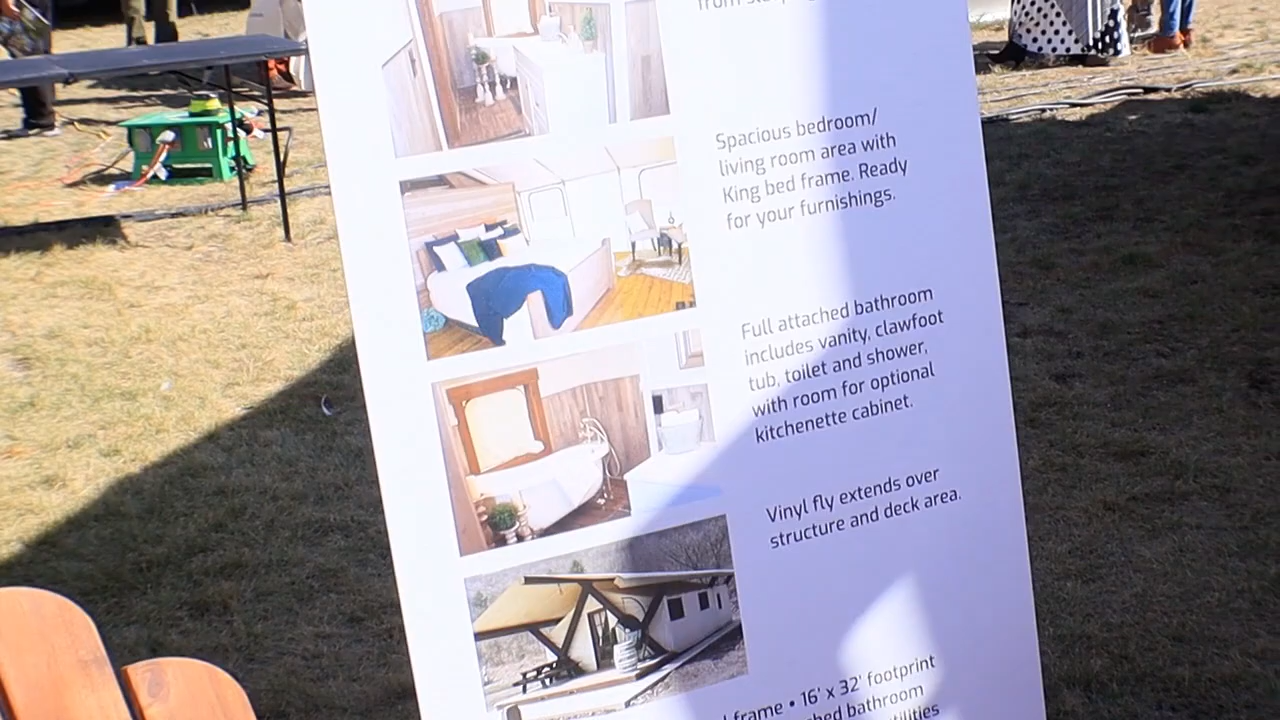 from
Spacious bedroom/
living room area with
King bed frame. Ready
for your furnishings.
Full attached bathroom
includes vanity, clawfoot
tub, toilet and shower,
with room for optional
kitchenette cabinet.
Vinyl fly extends over
structure and deck area.
frame • 16' x 32' footprint
bathroom
utilities